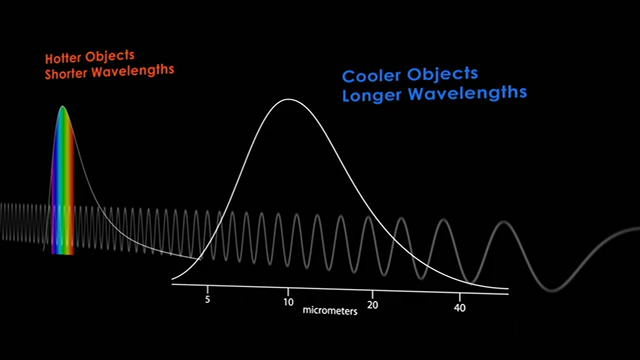 Hotter Objects
Shorter Wavelengths
Cooler Objects
Longer Wavelengths
5 10 20 40
micrometers